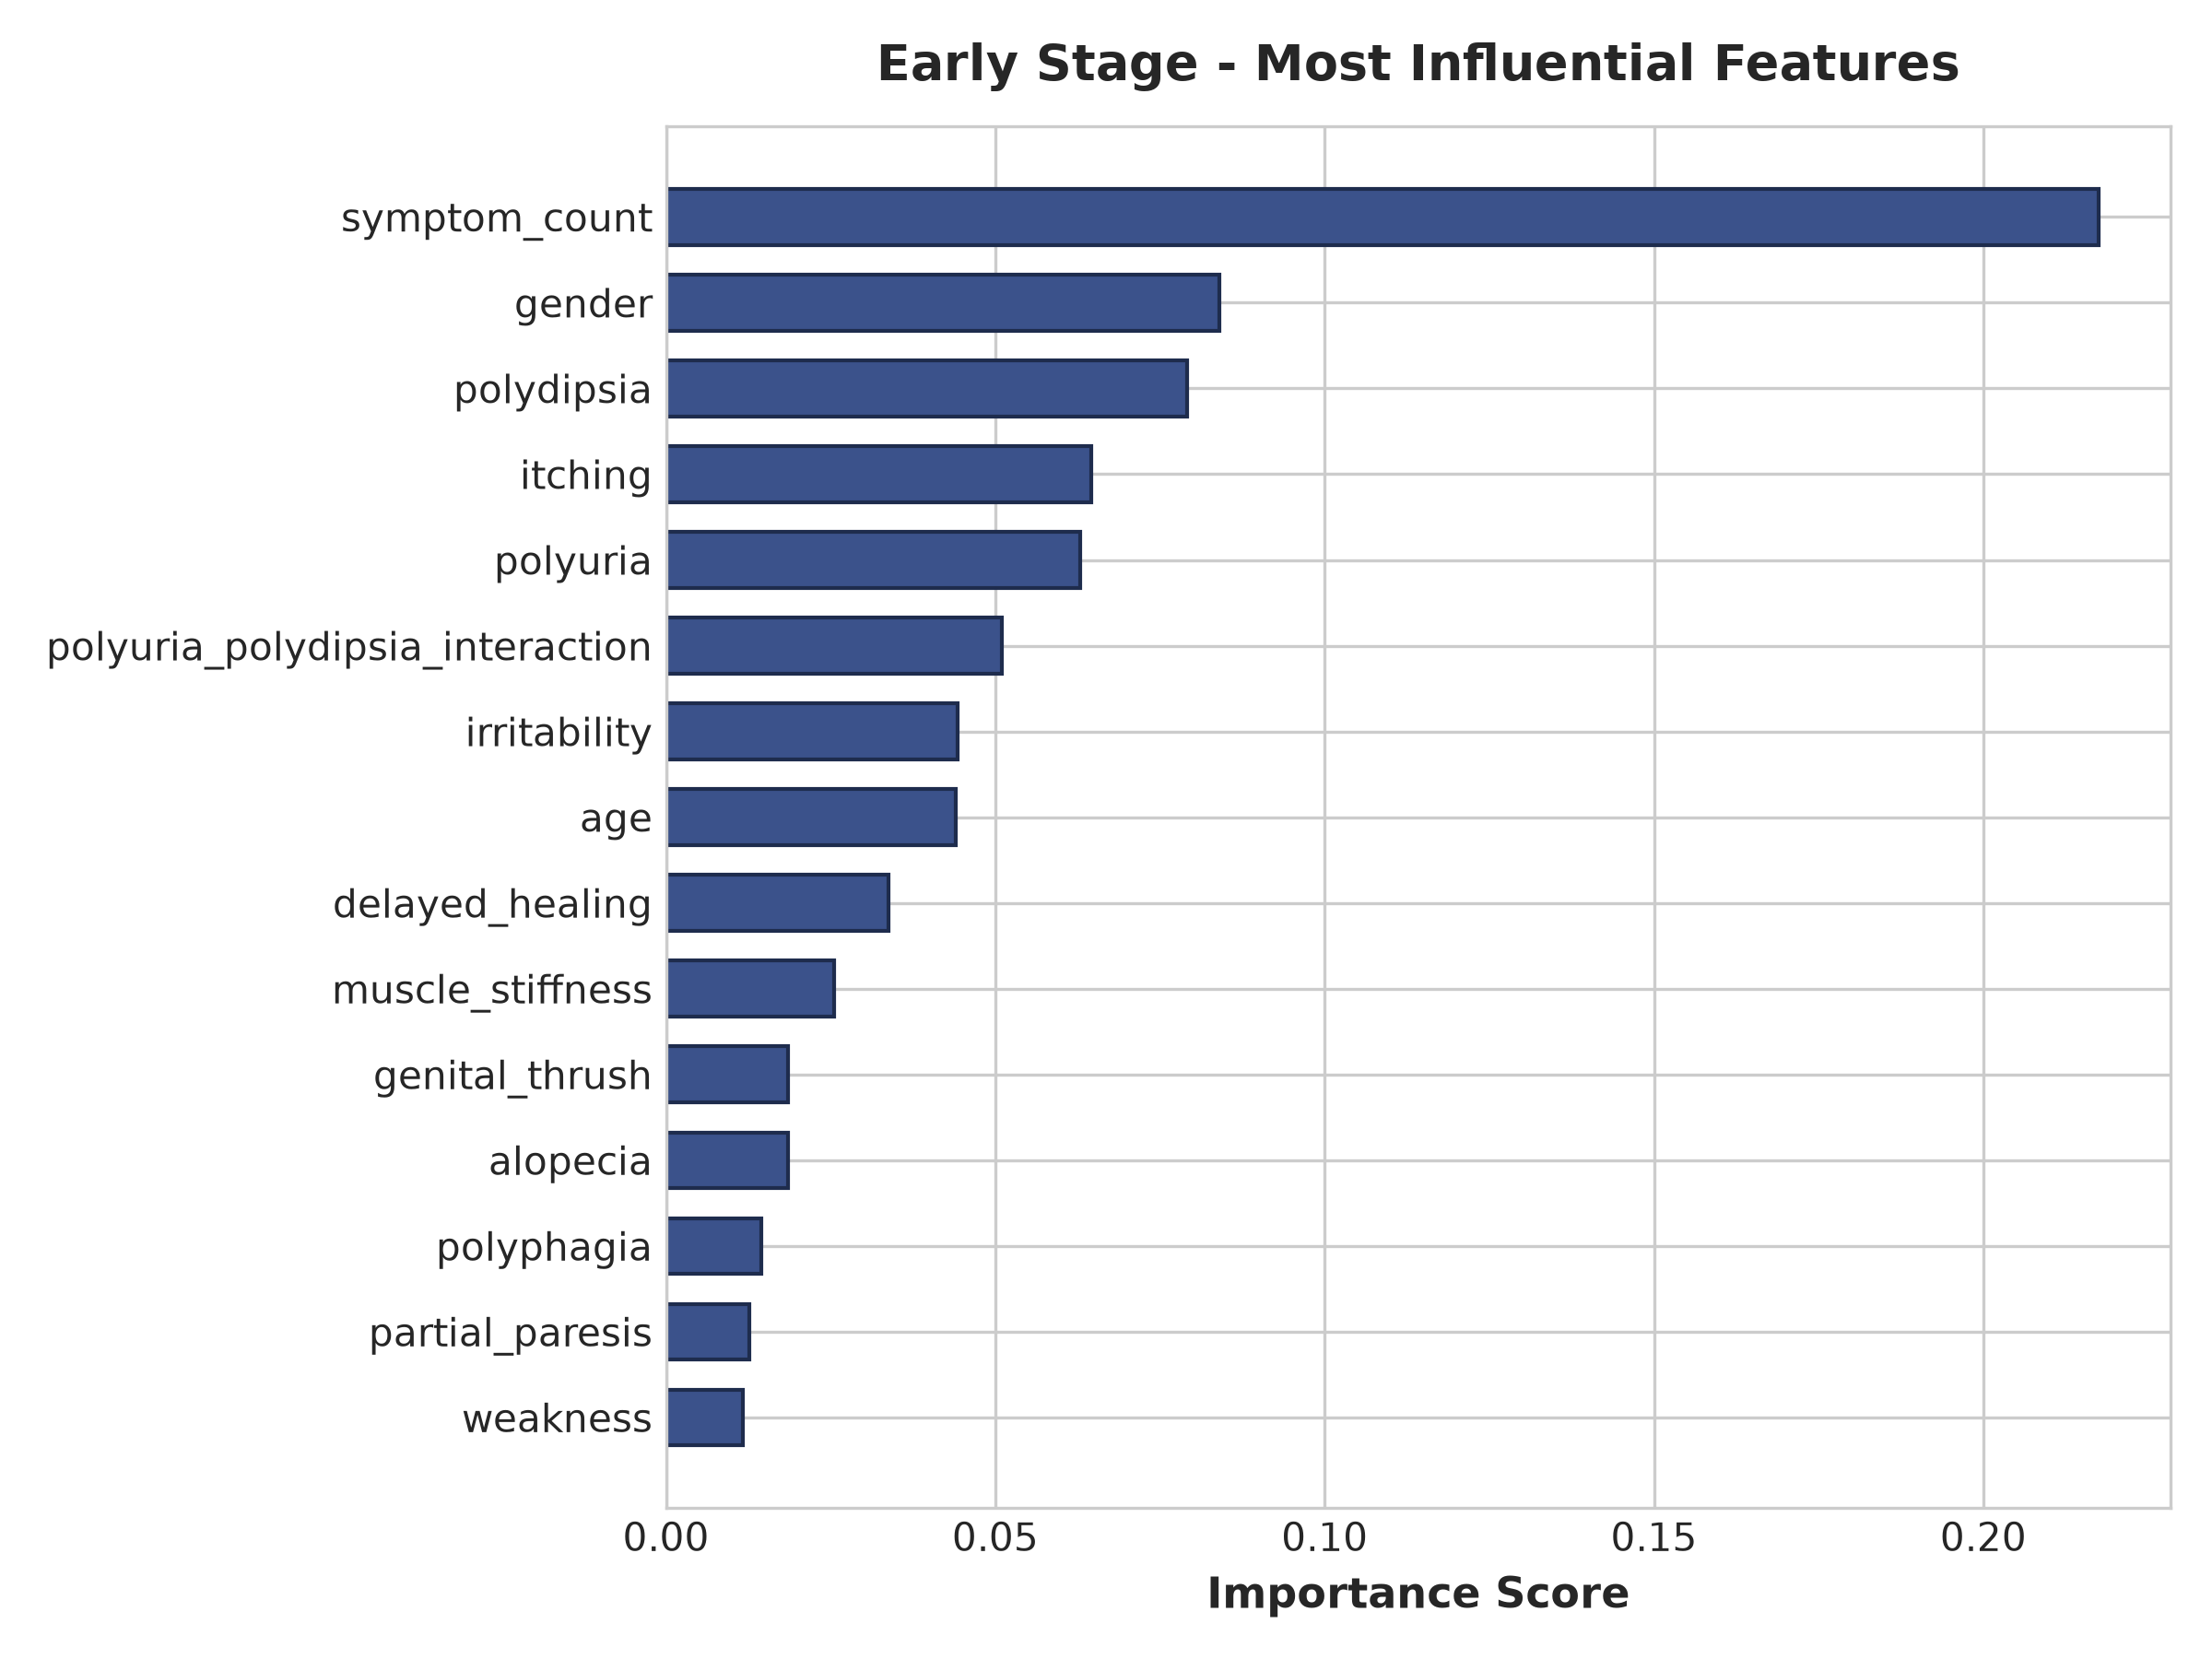 Early Stage - Most Influential Features
symptom_count
gender
polydipsia
itching
polyuria
polyuria_polydipsia_interaction
irritability
age
delayed_healing
muscle_stiffness
genital_thrush
alopecia
polyphagia
partial_paresis
weakness
0.00 0.05 0.10 0.15 0.20
Importance Score